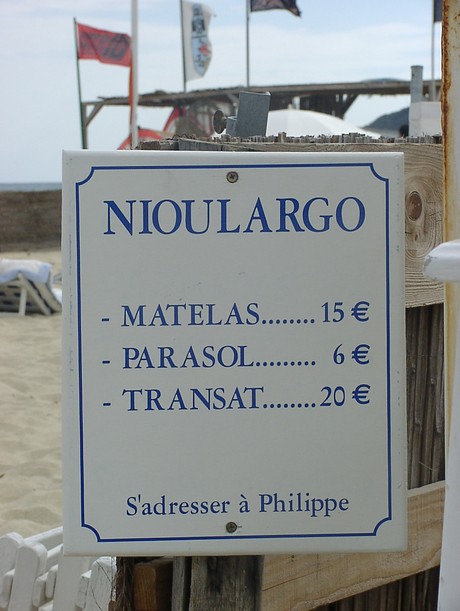 NIOULARGO
- MATELAS........ 15 €
- PARASOL......... 6 €
- TRANSAT........ 20 €
S'adresser à Philippe